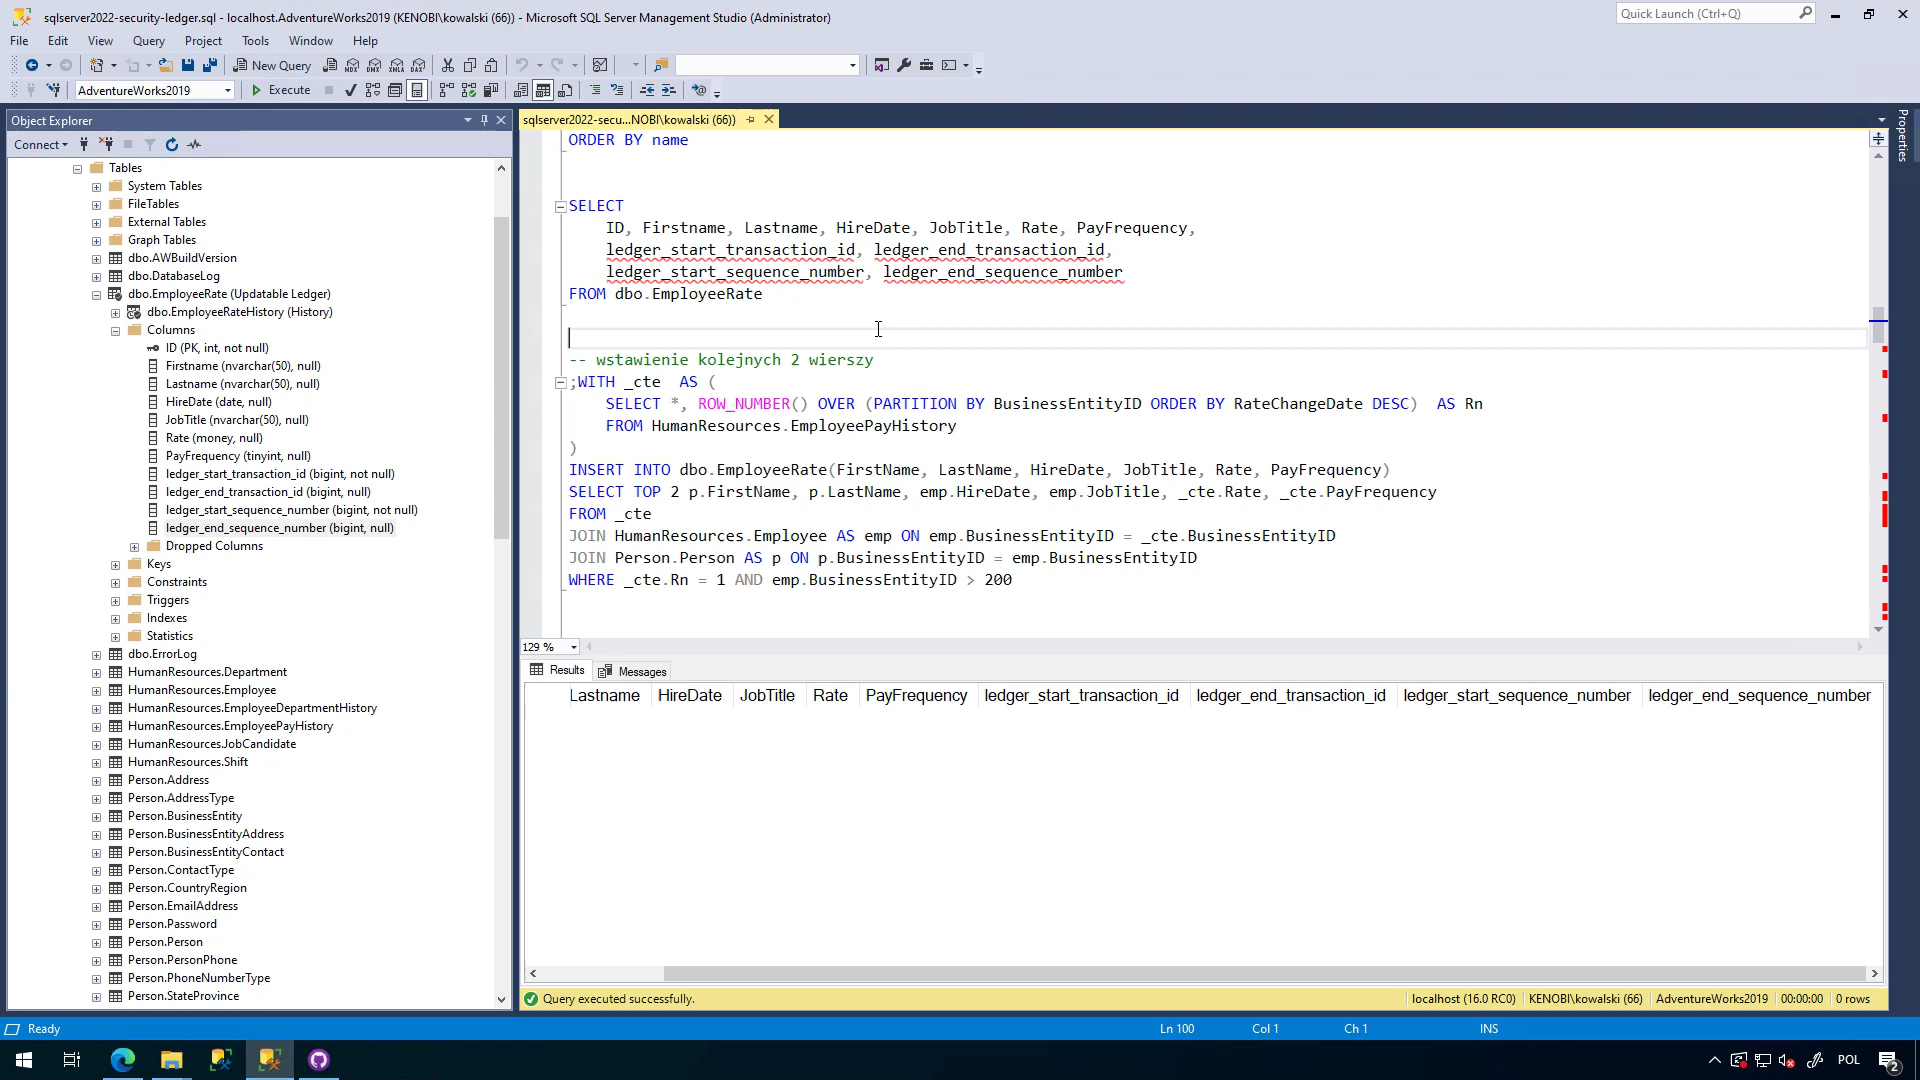 sqlserver2022-security-ledger.sql - localhost.AdventureWorks2019 (KENOBI\kowalski (66)) - Microsoft SQL Server Management Studio (Administrator)
Quick Launch (Ctrl+Q)
File Edit View Query Project Tools Window Help
New Query
MDX DMX XMLA DAX
AdventureWorks2019
Execute
Object Explorer
sqlserver2022-secu...NOBI\kowalski (66))
Properties
Connect
Tables
System Tables
FileTables
External Tables
Graph Tables
dbo.AWBuildVersion
dbo.DatabaseLog
dbo.EmployeeRate (Updatable Ledger)
dbo.EmployeeRateHistory (History)
Columns
ID (PK, int, not null)
Firstname (nvarchar(50), null)
Lastname (nvarchar(50), null)
HireDate (date, null)
JobTitle (nvarchar(50), null)
Rate (money, null)
PayFrequency (tinyint, null)
ledger_start_transaction_id (bigint, not null)
ledger_end_transaction_id (bigint, null)
ledger_start_sequence_number (bigint, not null)
ledger_end_sequence_number (bigint, null)
Dropped Columns
Keys
Constraints
Triggers
Indexes
Statistics
dbo.ErrorLog
HumanResources.Department
HumanResources.Employee
HumanResources.EmployeeDepartmentHistory
HumanResources.EmployeePayHistory
HumanResources.JobCandidate
HumanResources.Shift
Person.Address
Person.AddressType
Person.BusinessEntity
Person.BusinessEntityAddress
Person.BusinessEntityContact
Person.ContactType
Person.CountryRegion
Person.EmailAddress
Person.Password
Person.Person
Person.PersonPhone
Person.PhoneNumberType
Person.StateProvince
ORDER BY name
SELECT
ID, Firstname, Lastname, HireDate, JobTitle, Rate, PayFrequency,
ledger_start_transaction_id, ledger_end_transaction_id,
ledger_start_sequence_number, ledger_end_sequence_number
FROM dbo.EmployeeRate
-- wstawienie kolejnych 2 wierszy
;WITH _cte AS (
SELECT *, ROW_NUMBER() OVER (PARTITION BY BusinessEntityID ORDER BY RateChangeDate DESC) AS Rn
FROM HumanResources.EmployeePayHistory
)
INSERT INTO dbo.EmployeeRate(FirstName, LastName, HireDate, JobTitle, Rate, PayFrequency)
SELECT TOP 2 p.FirstName, p.LastName, emp.HireDate, emp.JobTitle, _cte.Rate, _cte.PayFrequency
FROM _cte
JOIN HumanResources.Employee AS emp ON emp.BusinessEntityID = _cte.BusinessEntityID
JOIN Person.Person AS p ON p.BusinessEntityID = emp.BusinessEntityID
WHERE _cte.Rn = 1 AND emp.BusinessEntityID > 200
129 %
Results Messages
Lastname HireDate JobTitle Rate PayFrequency ledger_start_transaction_id ledger_end_transaction_id ledger_start_sequence_number ledger_end_sequence_number
Query executed successfully.
localhost (16.0 RC0) KENOBI\kowalski (66) AdventureWorks2019 00:00:00 0 rows
Ready
Ln 100 Col 1 Ch 1 INS
POL
2